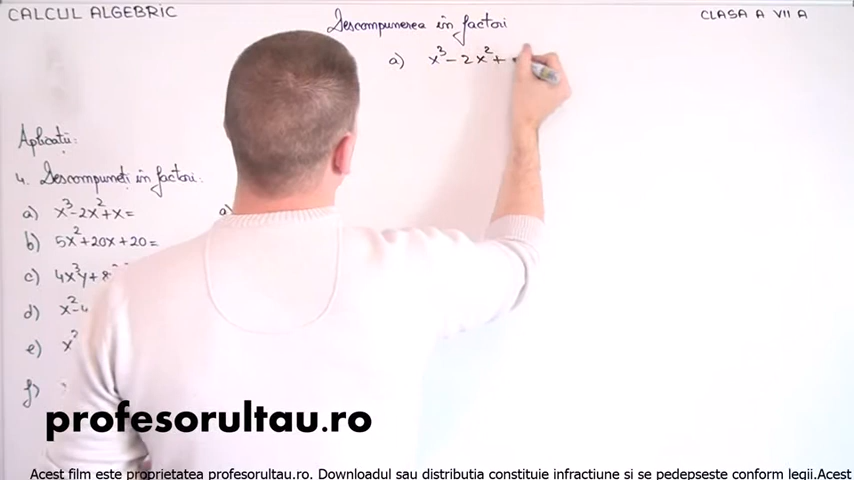 CALCUL ALGEBRIC
Descompunerea în factori
CLASA A VII A
a) x³ - 2x² +
Aplicații:
4. Descompuneți în factori:
a) x³ - 2x² + x =
g)
b) 5x² + 20x + 20 =
c) 4x³y + 8
d) x² - 4
e) x²
f)
profesorultau.ro
Acest film este proprietatea profesorultau.ro. Downloadul sau distributia constituie infractiune si se pedepseste conform legii.Acest